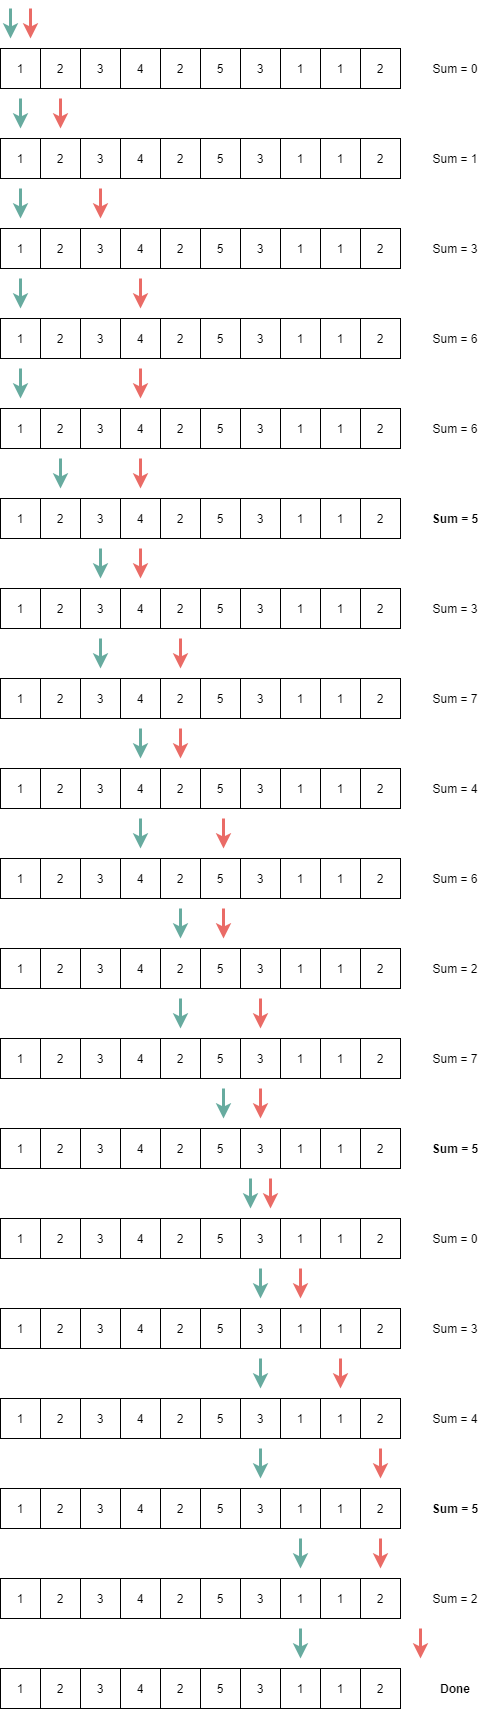 1 2 3 4 2 5 3 1 1 2 Sum = 0
1 2 3 4 2 5 3 1 1 2 Sum = 1
1 2 3 4 2 5 3 1 1 2 Sum = 3
1 2 3 4 2 5 3 1 1 2 Sum = 6
1 2 3 4 2 5 3 1 1 2 Sum = 6
1 2 3 4 2 5 3 1 1 2 Sum = 5
1 2 3 4 2 5 3 1 1 2 Sum = 3
1 2 3 4 2 5 3 1 1 2 Sum = 7
1 2 3 4 2 5 3 1 1 2 Sum = 4
1 2 3 4 2 5 3 1 1 2 Sum = 6
1 2 3 4 2 5 3 1 1 2 Sum = 2
1 2 3 4 2 5 3 1 1 2 Sum = 7
1 2 3 4 2 5 3 1 1 2 Sum = 5
1 2 3 4 2 5 3 1 1 2 Sum = 0
1 2 3 4 2 5 3 1 1 2 Sum = 3
1 2 3 4 2 5 3 1 1 2 Sum = 4
1 2 3 4 2 5 3 1 1 2 Sum = 5
1 2 3 4 2 5 3 1 1 2 Sum = 2
1 2 3 4 2 5 3 1 1 2 Done